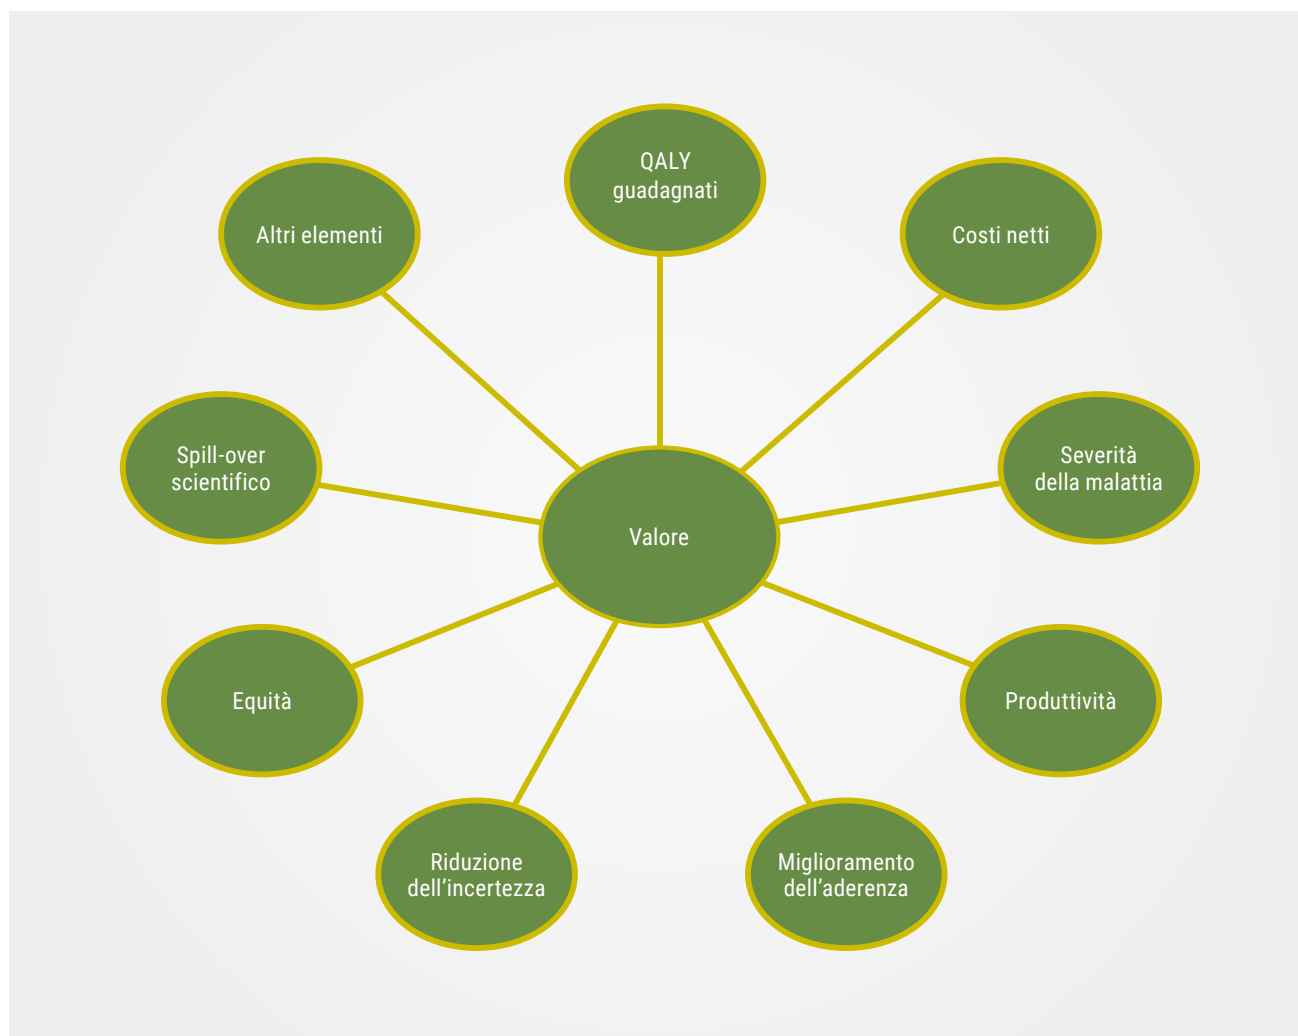 QALY
guadagnati
Altri elementi
Costi netti
Spill-over
scientifico
Severità
della malattia
Valore
Equità
Produttività
Riduzione
dell’incertezza
Miglioramento
dell’aderenza